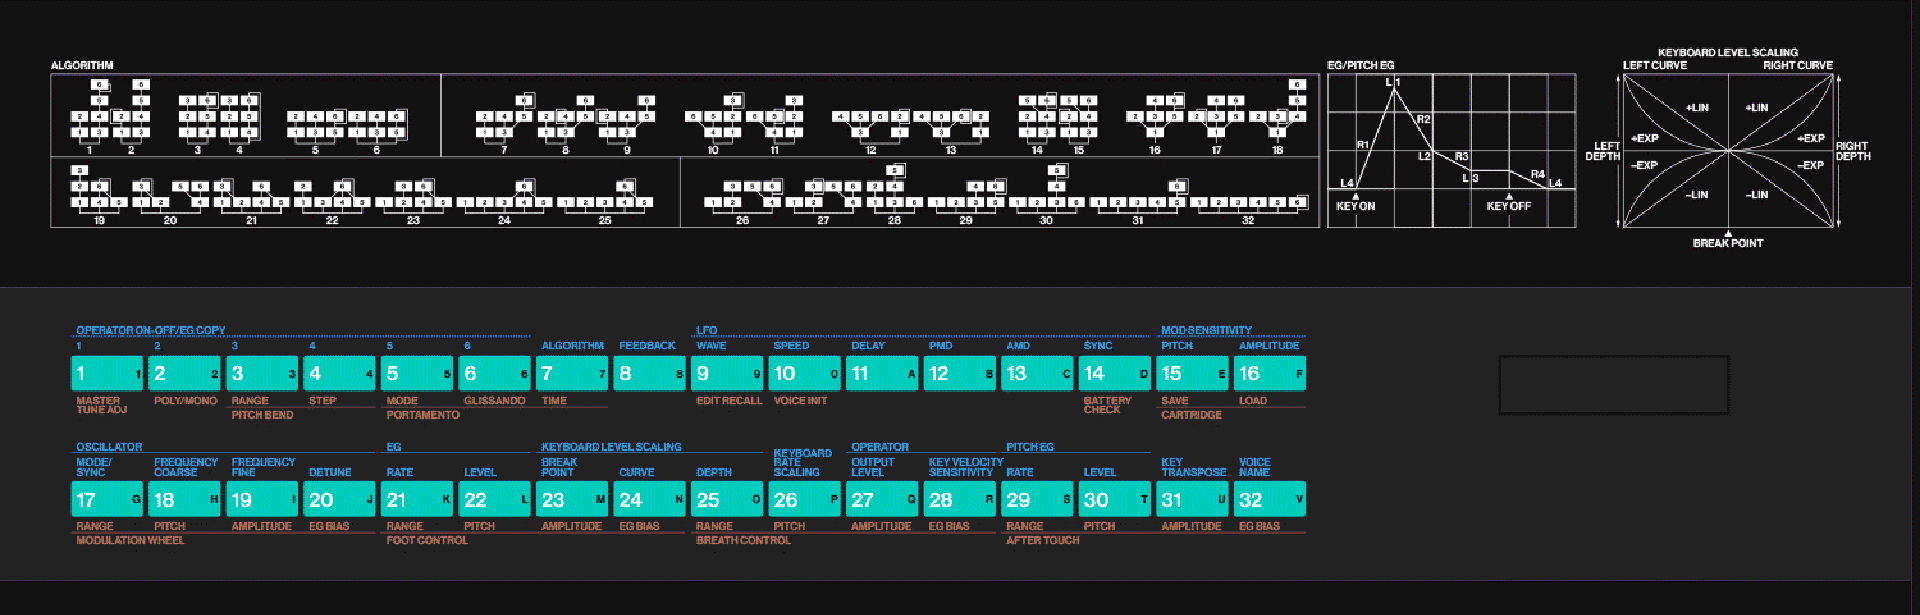 KEYBOARD LEVEL SCALING
ALGORITHM
EG/PITCH EG
LEFT CURVE RIGHT CURVE
L1
+LIN +LIN
R2
+EXP +EXP
R1
LEFT DEPTH
RIGHT DEPTH
1 2 3 4 5 6 7 8 9 10 11 12 13 14 15 16 17 18
L2 R3
-EXP -EXP
L3 R4
L4 L4
-LIN -LIN
KEY ON KEY OFF
19 20 21 22 23 24 25 26 27 28 29 30 31 32
BREAK POINT
OPERATOR ON-OFF/EG COPY LFO MOD SENSITIVITY
1 2 3 4 5 6 ALGORITHM FEEDBACK WAVE SPEED DELAY PMD AMD SYNC PITCH AMPLITUDE
1 1 2 2 3 3 4 4 5 5 6 6 7 7 8 8 9 9 10 0 11 A 12 B 13 C 14 D 15 E 16 F
MASTER TUNE ADJ POLY/MONO RANGE STEP MODE GLISSANDO TIME EDIT RECALL VOICE INIT BATTERY CHECK SAVE LOAD
PITCH BEND PORTAMENTO CARTRIDGE
OSCILLATOR EG KEYBOARD LEVEL SCALING OPERATOR PITCH EG
MODE/SYNC FREQUENCY COARSE FREQUENCY FINE DETUNE RATE LEVEL BREAK POINT CURVE DEPTH KEYBOARD RATE SCALING OUTPUT LEVEL KEY VELOCITY SENSITIVITY RATE LEVEL KEY TRANSPOSE VOICE NAME
17 G 18 H 19 I 20 J 21 K 22 L 23 M 24 N 25 O 26 P 27 Q 28 R 29 S 30 T 31 U 32 V
RANGE PITCH AMPLITUDE EG BIAS RANGE PITCH AMPLITUDE EG BIAS RANGE PITCH AMPLITUDE EG BIAS RANGE PITCH AMPLITUDE EG BIAS
MODULATION WHEEL FOOT CONTROL BREATH CONTROL AFTER TOUCH